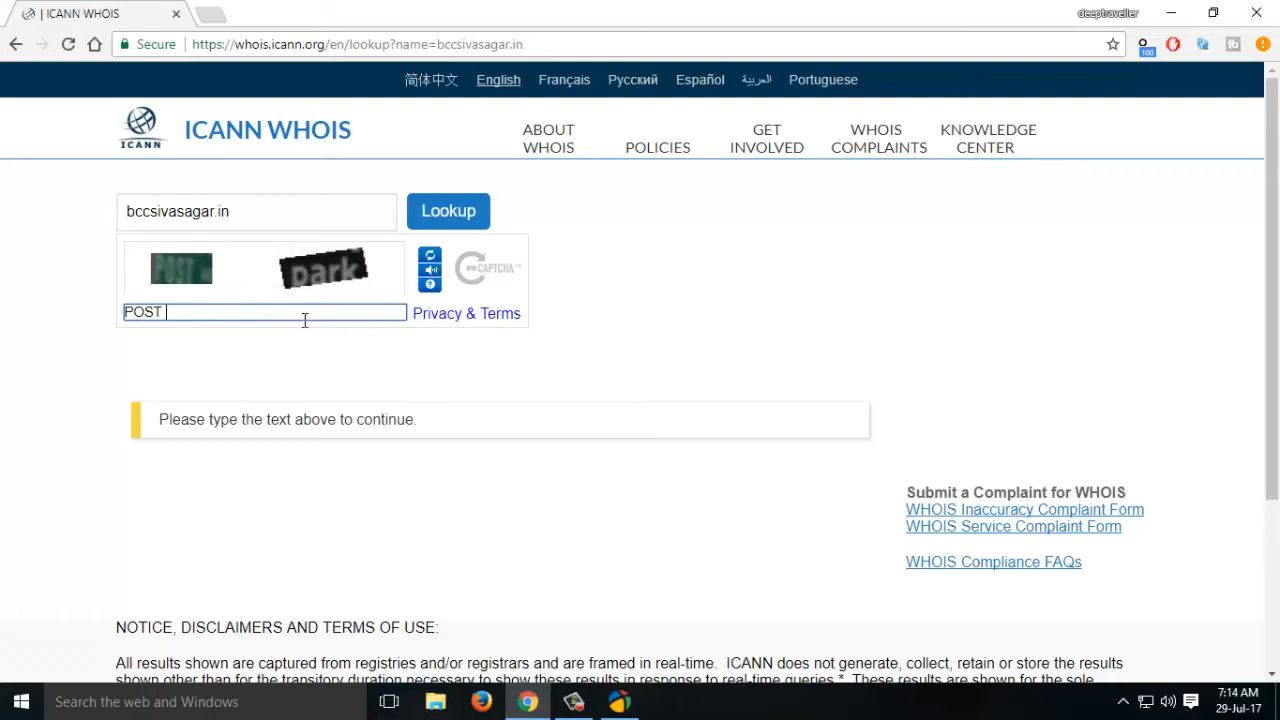 | ICANN WHOIS
deeptraveller
Secure https://whois.icann.org/en/lookup?name=bccsivasagar.in
100
简体中文 English Français Русский Español العربية Portuguese
ICANN
ICANN WHOIS
ABOUT WHOIS
POLICIES
GET INVOLVED
WHOIS COMPLAINTS
KNOWLEDGE CENTER
bccsivasagar.in
Lookup
POST
park
CAPTCHA
POST
Privacy & Terms
Please type the text above to continue.
Submit a Complaint for WHOIS
WHOIS Inaccuracy Complaint Form
WHOIS Service Complaint Form
WHOIS Compliance FAQs
NOTICE, DISCLAIMERS AND TERMS OF USE:
All results shown are captured from registries and/or registrars and are framed in real-time. ICANN does not generate, collect, retain or store the results
shown other than for the transitory duration necessary to show these results in response to real-time queries.* These results are shown for the sole
Search the web and Windows
7:14 AM
29-Jul-17